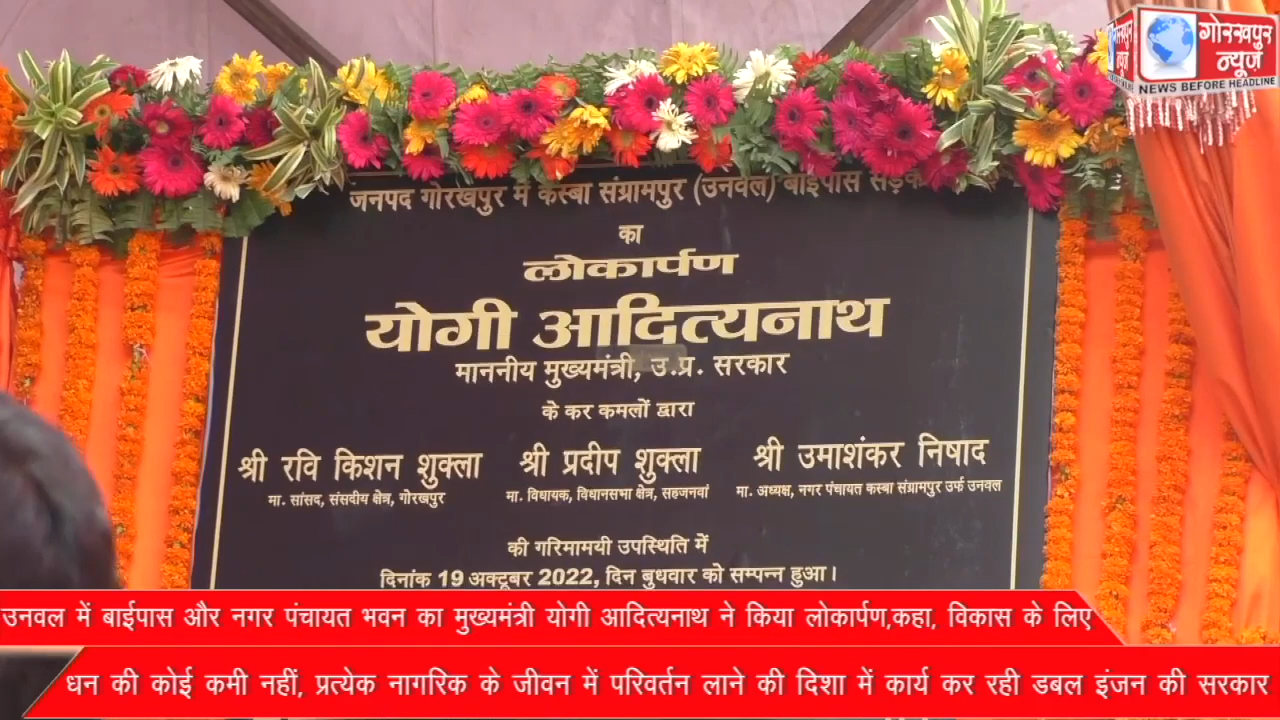 गोरखपुर
न्यूज
NEWS BEFORE HEADLINE
जनपद गोरखपुर में कस्बा संग्रामपुर (उनवल) बाईपास सड़क
का
लोकार्पण
योगी आदित्यनाथ
माननीय मुख्यमंत्री, उ.प्र. सरकार
के कर कमलों द्वारा
श्री रवि किशन शुक्ला श्री प्रदीप शुक्ला श्री उमाशंकर निषाद
मा. सांसद, संसदीय क्षेत्र, गोरखपुर मा. विधायक, विधानसभा क्षेत्र, सहजनवां मा. अध्यक्ष, नगर पंचायत कस्बा संग्रामपुर उर्फ उनवल
की गरिमामयी उपस्थिति में
दिनांक 19 अक्टूबर 2022, दिन बुधवार को सम्पन्न हुआ।
उनवल में बाईपास और नगर पंचायत भवन का मुख्यमंत्री योगी आदित्यनाथ ने किया लोकार्पण,कहा, विकास के लिए
धन की कोई कमी नहीं, प्रत्येक नागरिक के जीवन में परिवर्तन लाने की दिशा में कार्य कर रही डबल इंजन की सरकार